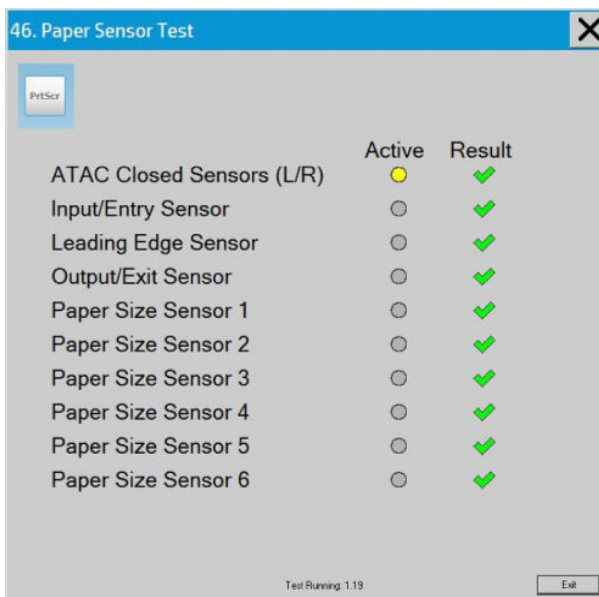 46. Paper Sensor Test
PrtScr
Active Result
ATAC Closed Sensors (L/R)
Input/Entry Sensor
Leading Edge Sensor
Output/Exit Sensor
Paper Size Sensor 1
Paper Size Sensor 2
Paper Size Sensor 3
Paper Size Sensor 4
Paper Size Sensor 5
Paper Size Sensor 6
Test Running: 1.19 Exit